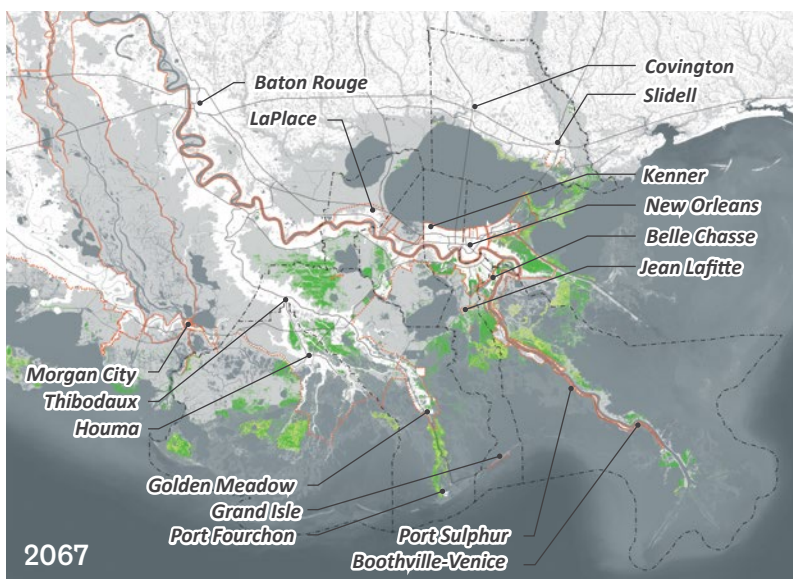 Baton Rouge
LaPlace
Covington
Slidell
Kenner
New Orleans
Belle Chasse
Jean Lafitte
Morgan City
Thibodaux
Houma
Golden Meadow
Grand Isle
Port Fourchon
Port Sulphur
Boothville-Venice
2067